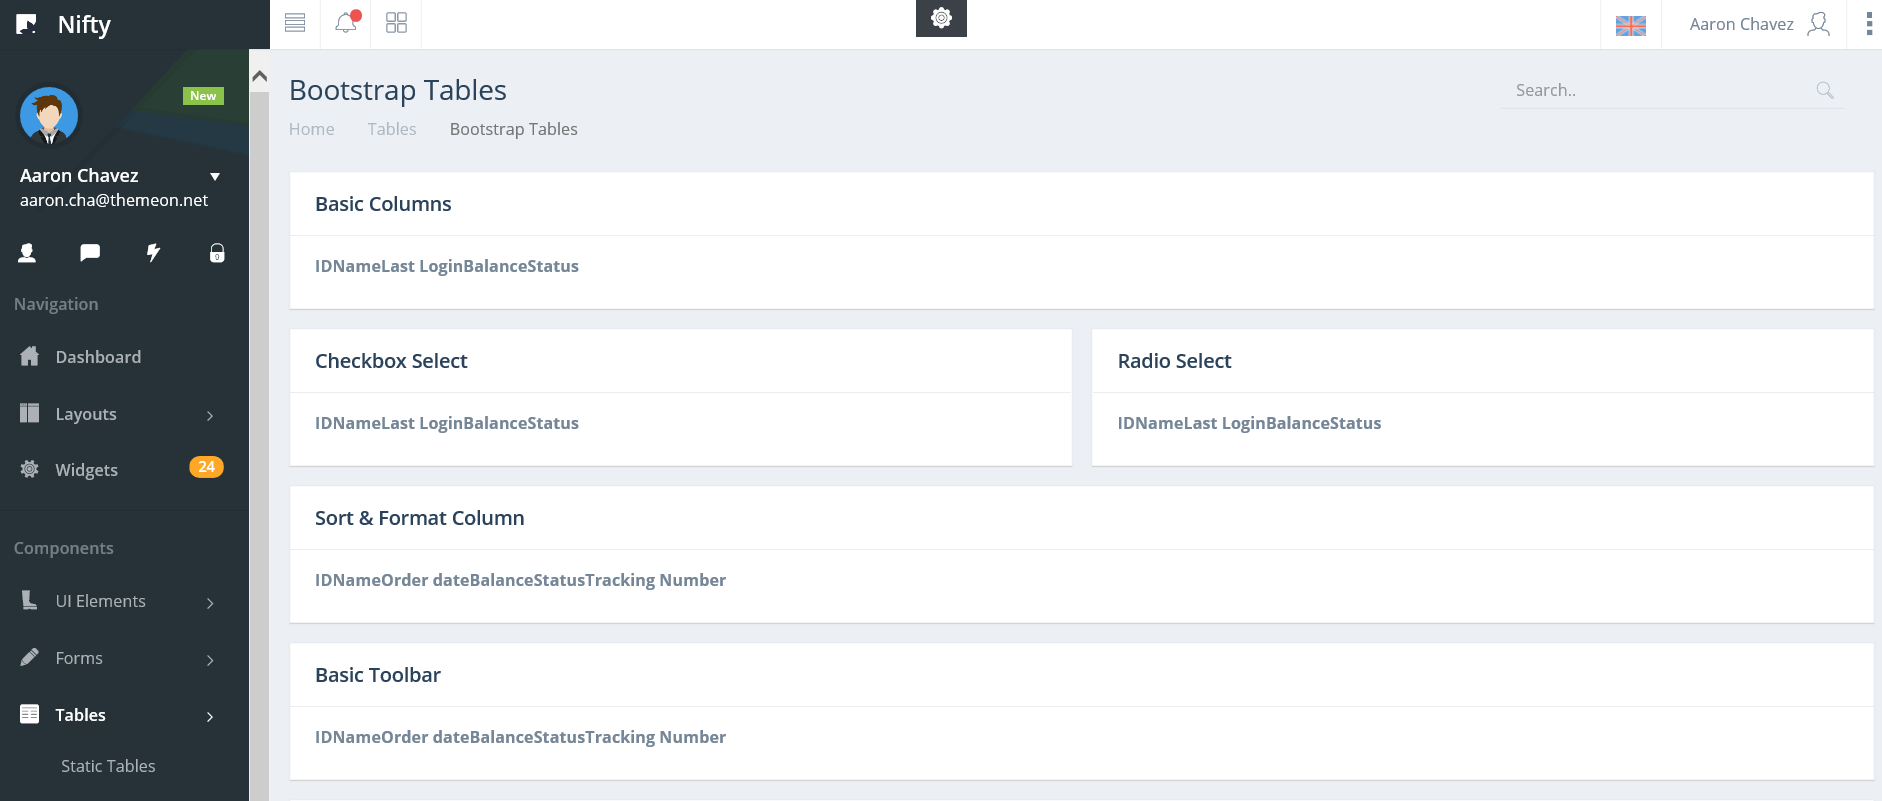 Nifty
Aaron Chavez
New
Aaron Chavez
aaron.cha@themeon.net
Navigation
Dashboard
Layouts
Widgets 24
Components
UI Elements
Forms
Tables
Static Tables
Bootstrap Tables
Search..
Home Tables Bootstrap Tables
Basic Columns
IDNameLast LoginBalanceStatus
Checkbox Select
IDNameLast LoginBalanceStatus
Radio Select
IDNameLast LoginBalanceStatus
Sort & Format Column
IDNameOrder dateBalanceStatusTracking Number
Basic Toolbar
IDNameOrder dateBalanceStatusTracking Number